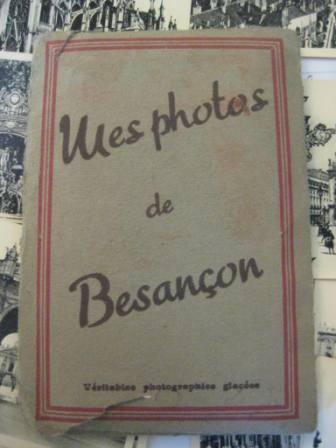 Mes photos
de
Besançon
Véritables photographies glacées